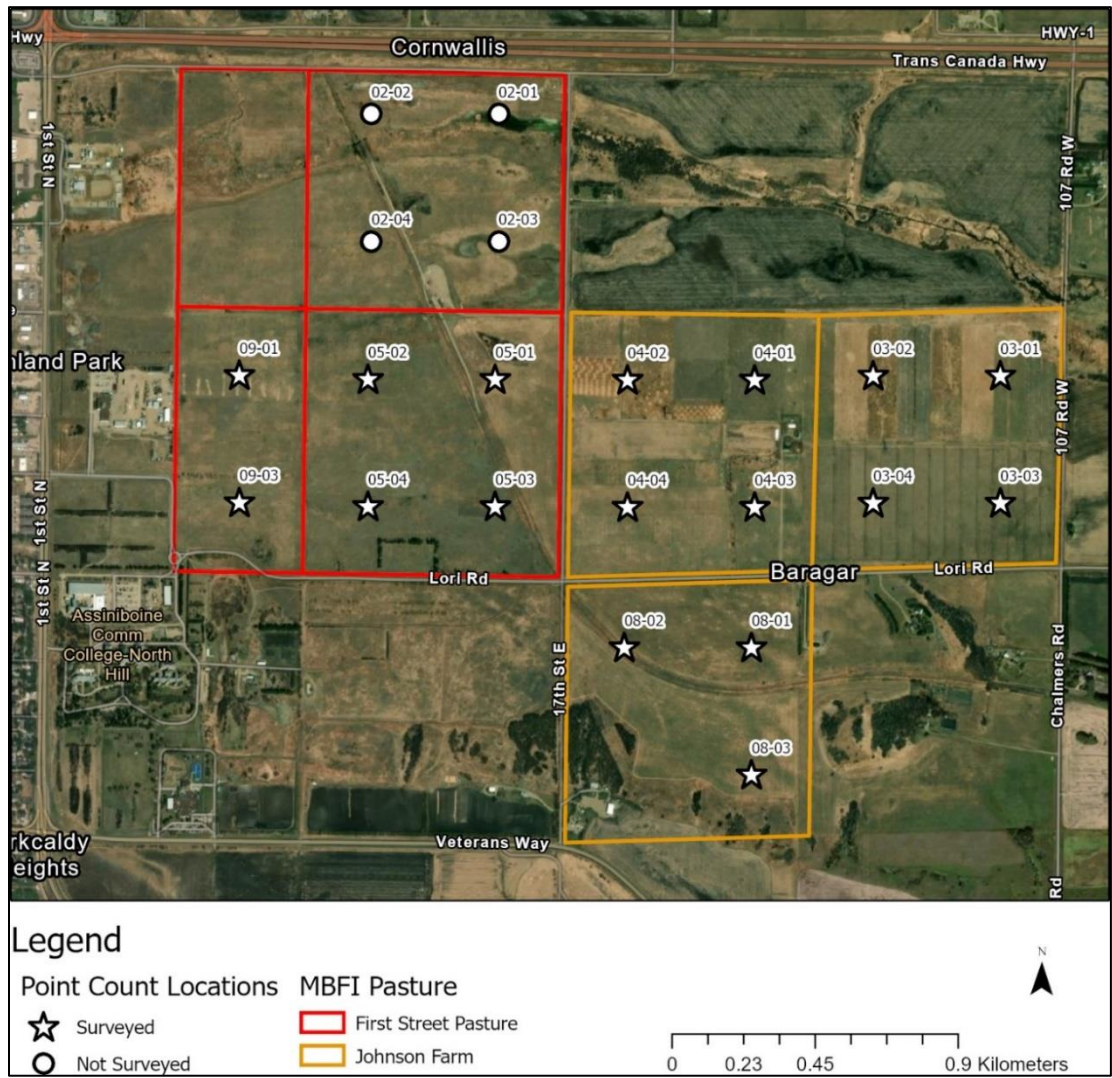 Hwy
Cornwallis
HWY-1
Trans Canada Hwy
02-02
02-01
1st St N
107 Rd W
02-04
02-03
09-01
05-02
05-01
04-02
04-01
03-02
03-01
nland Park
107 Rd W
09-03
05-04
05-03
04-04
04-03
03-04
03-03
1st St N
1st St N
Lori Rd
Baragar
Lori Rd
Assiniboine
Comm
College-North
Hill
08-02
08-01
17th St E
Chalmers Rd
08-03
rkcaldy
eights
Veterans Way
Rd
Legend
Point Count Locations
Surveyed
Not Surveyed
MBFI Pasture
First Street Pasture
Johnson Farm
N
0 0.23 0.45 0.9 Kilometers